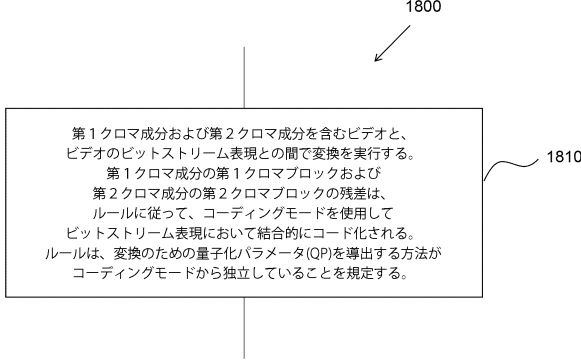 1800
第1クロマ成分および第2クロマ成分を含むビデオと、
ビデオのビットストリーム表現との間で変換を実行する。
第1クロマ成分の第1クロマブロックおよび
第2クロマ成分の第2クロマブロックの残差は、
ルールに従って、コーディングモードを使用して
ビットストリーム表現において結合的にコード化される。
ルールは、変換のための量子化パラメータ(QP)を導出する方法が
コーディングモードから独立していることを規定する。
1810